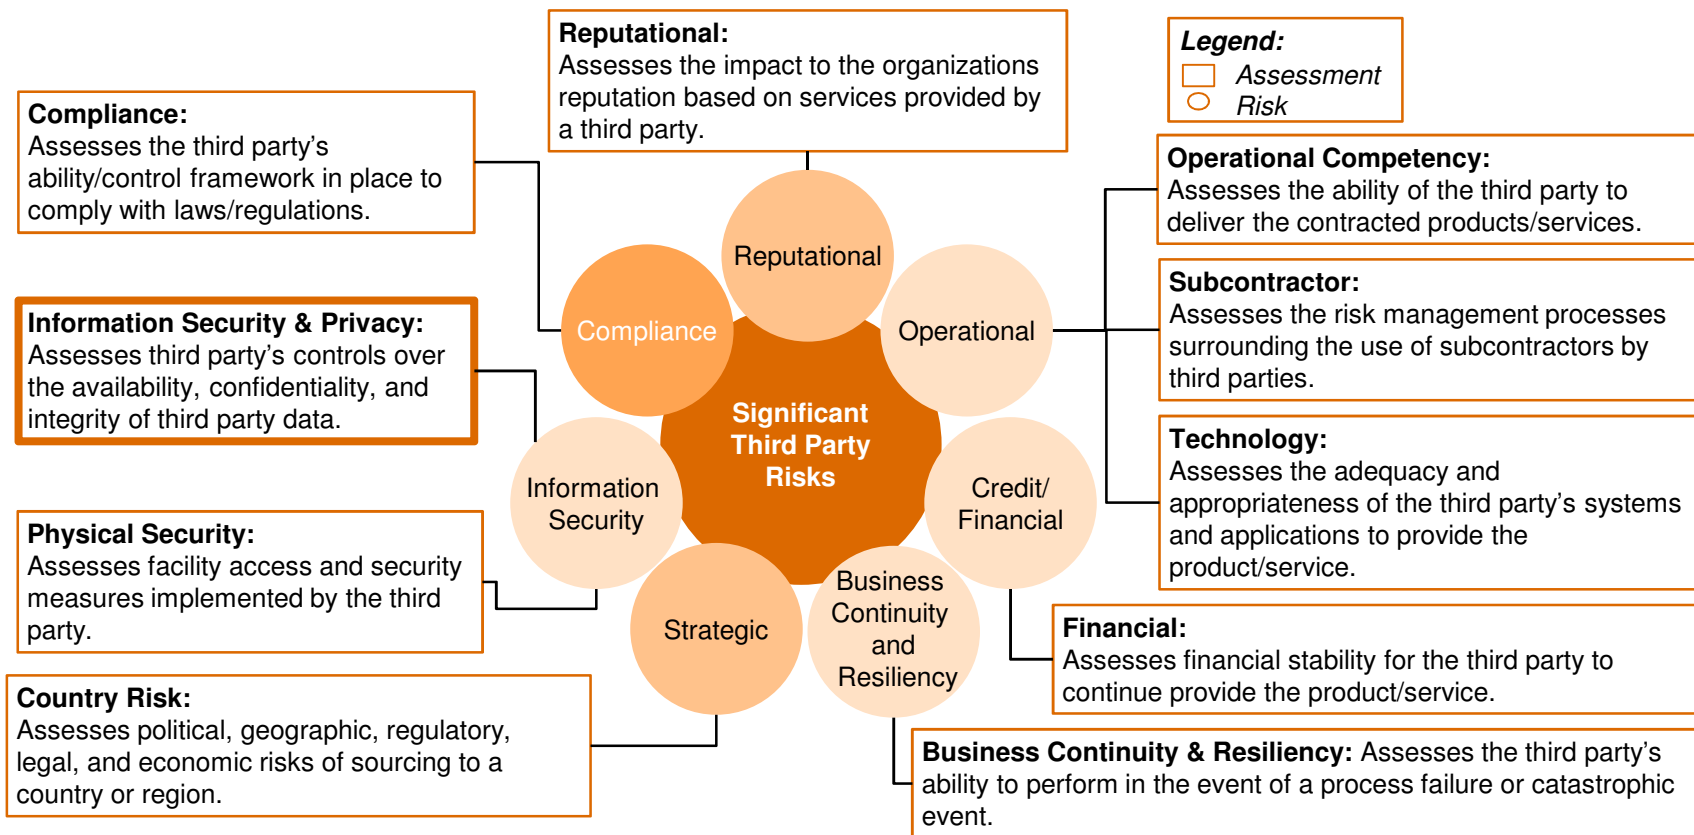 Reputational:
Assesses the impact to the organizations
reputation based on services provided by
a third party.
Legend:
Assessment
Risk
Compliance:
Assesses the third party’s
ability/control framework in place to
comply with laws/regulations.
Operational Competency:
Assesses the ability of the third party to
deliver the contracted products/services.
Information Security & Privacy:
Assesses third party’s controls over
the availability, confidentiality, and
integrity of third party data.
Subcontractor:
Assesses the risk management processes
surrounding the use of subcontractors by
third parties.
Physical Security:
Assesses facility access and security
measures implemented by the third
party.
Technology:
Assesses the adequacy and
appropriateness of the third party’s systems
and applications to provide the
product/service.
Country Risk:
Assesses political, geographic, regulatory,
legal, and economic risks of sourcing to a
country or region.
Financial:
Assesses financial stability for the third party to
continue provide the product/service.
Business Continuity & Resiliency: Assesses the third party’s
ability to perform in the event of a process failure or catastrophic
event.
Reputational
Compliance
Operational
Significant
Third Party
Risks
Information
Security
Credit/
Financial
Strategic
Business
Continuity
and
Resiliency